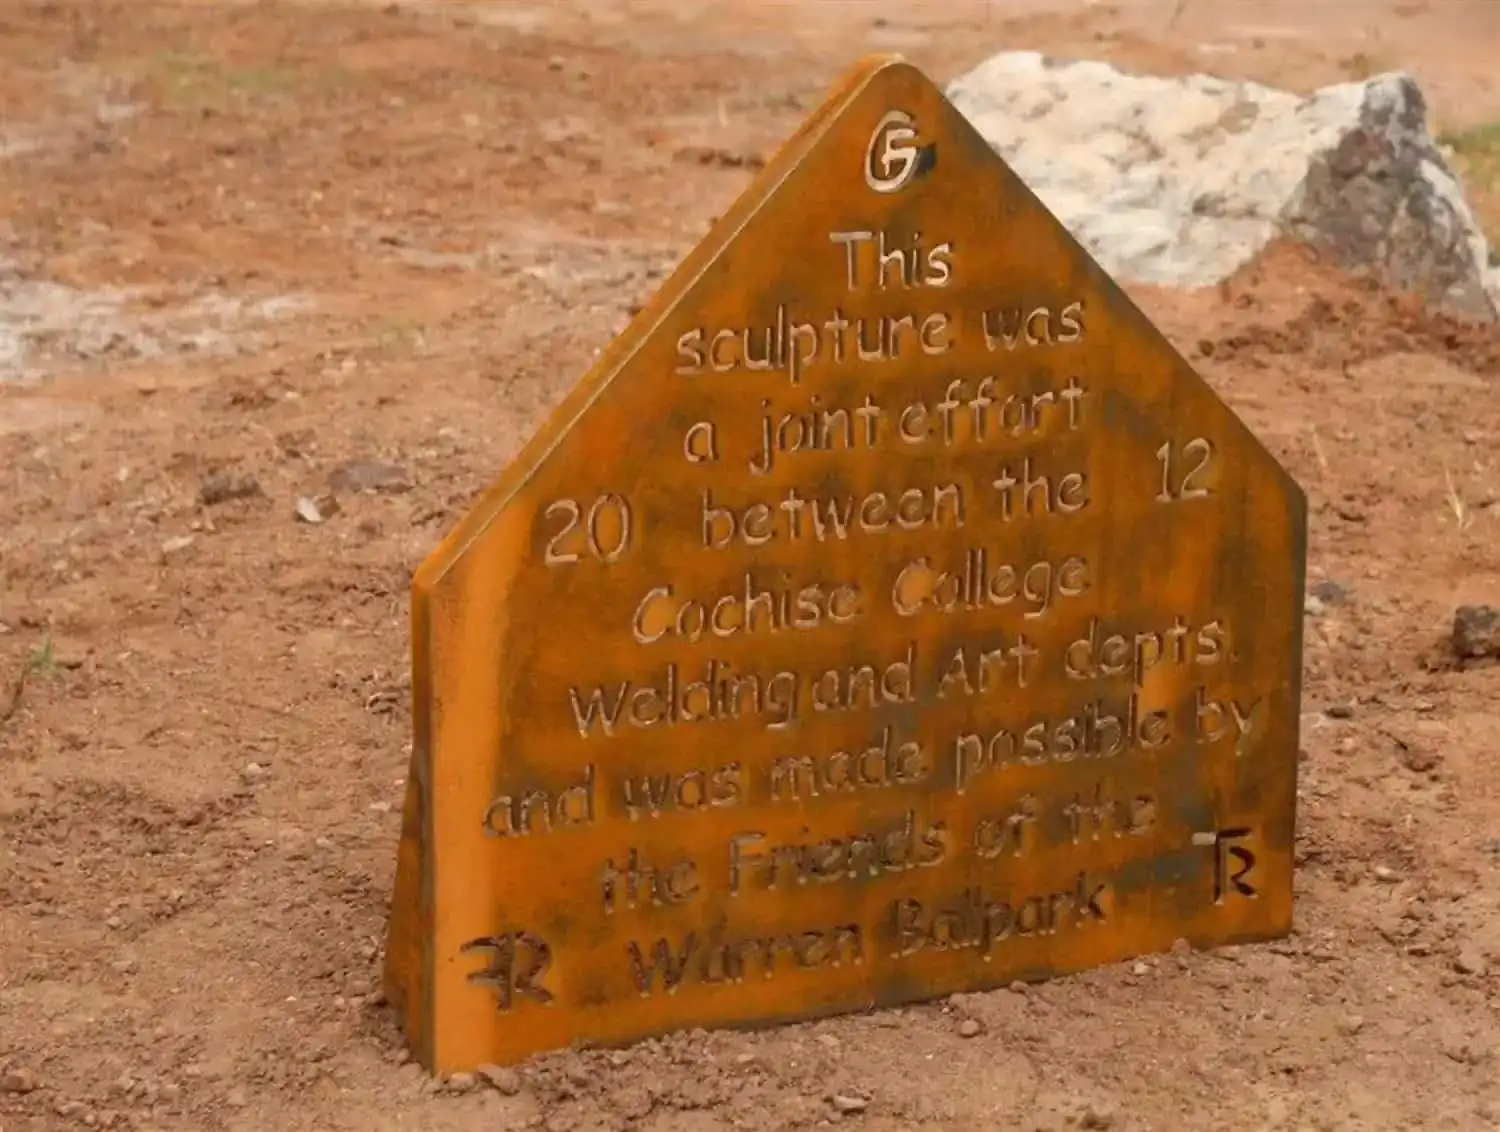 This
sculpture was
a joint effort
20 between the 12
Cochise College
Welding and Art depts.
and was made possible by
the Friends of the
Warren Ballpark
TR